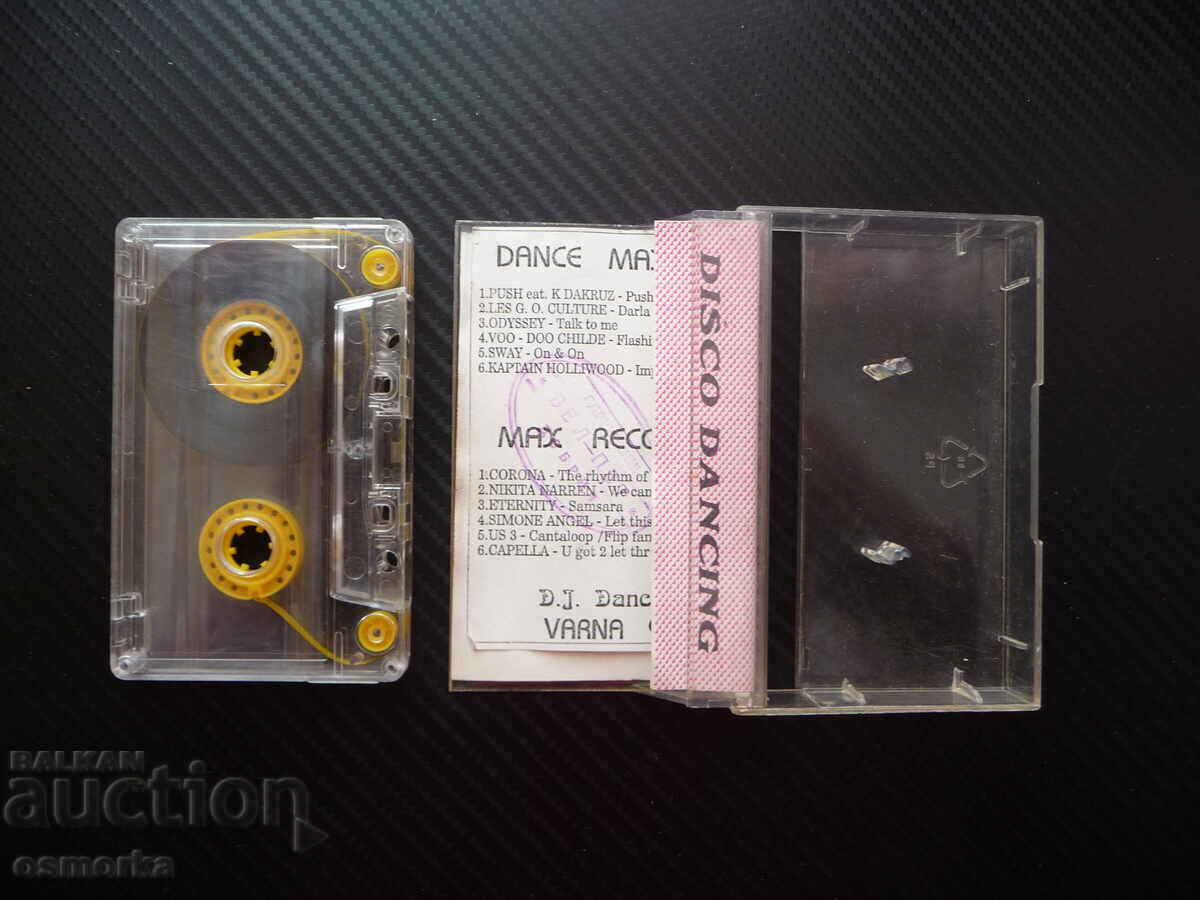 DANCE MAX
1.PUSH eat. K DAKRUZ - Push
2.LES G. O. CULTURE - Darla
3.ODYSSEY - Talk to me
4.VOO - DOO CHILDE - Flashi
5.SWAY - On & On
6.KAPTAIN HOLLIWOOD - Imp
MAX RECO
1.CORONA - The rhythm of
2.NIKITA NARREN - We can
3.ETERNITY - Samsara
4.SIMONE ANGEL - Let this
5.US 3 - Cantaloop /Flip fan
6.CAPELLA - U got 2 let thr
D.J. Danc
VARNA
DISCO DANCING
BALKAN
auction
osmorka